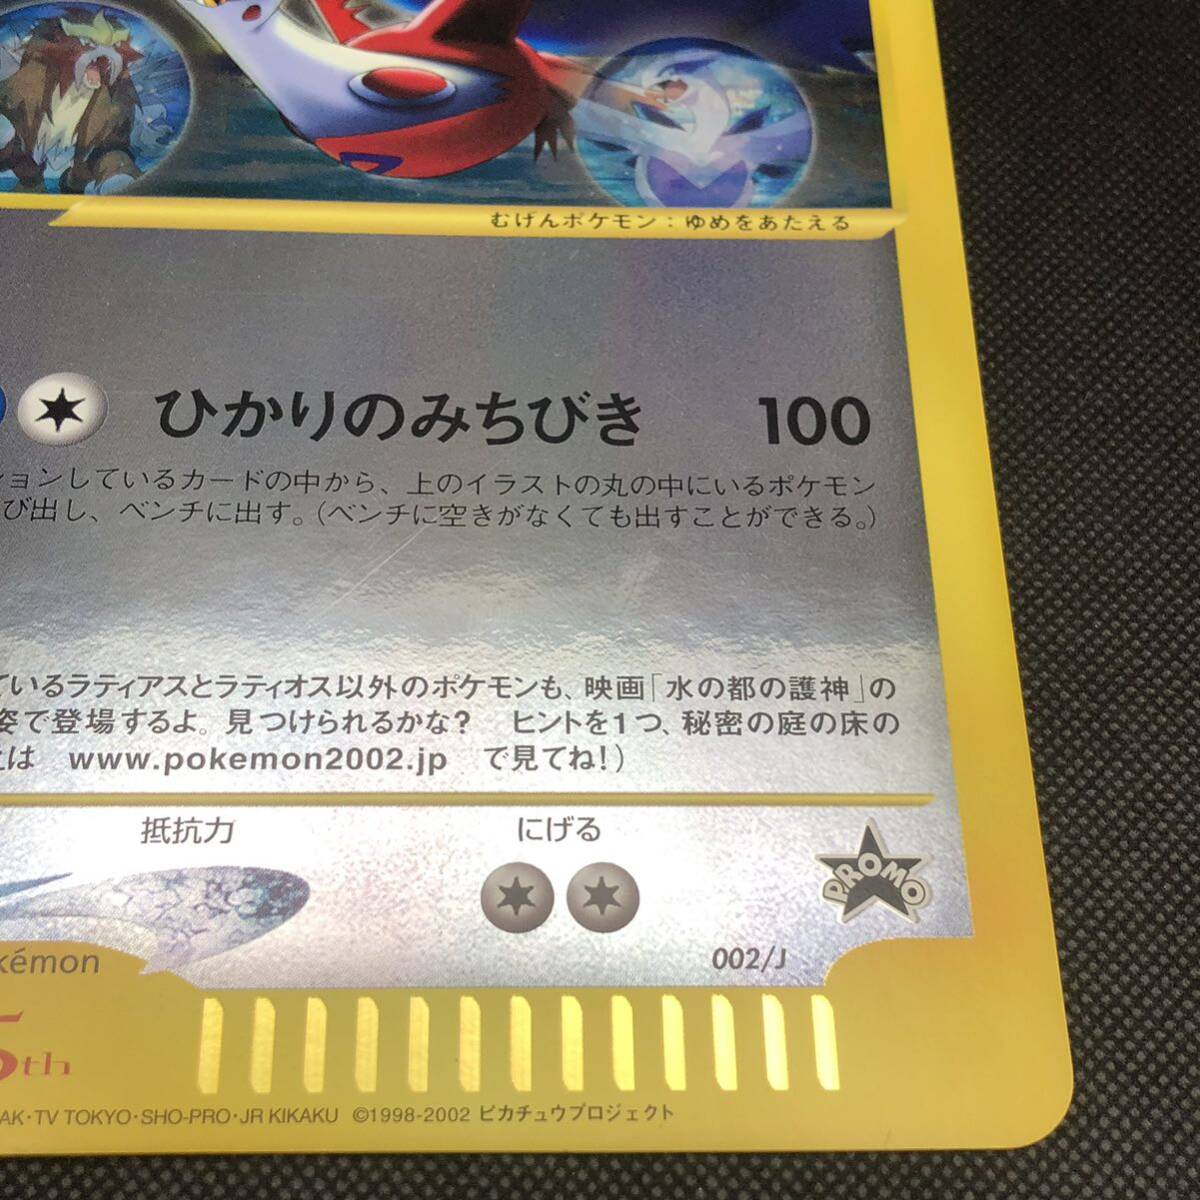 むげんポケモン：ゆめをあたえる
ひかりのみちびき 100
ョンしているカードの中から、上のイラストの丸の中にいるポケモン
び出し、ベンチに出す。（ベンチに空きがなくても出すことができる。）
ているラティアスとラティオス以外のポケモンも、映画「水の都の護神」の
姿で登場するよ。見つけられるかな？ ヒントを1つ、秘密の庭の床の
は www.pokemon2002.jp で見てね！）
抵抗力 にげる
PROMO
002/J
kémon
5th
AK・TV TOKYO・SHO-PRO・JR KIKAKU ©1998-2002 ピカチュウプロジェクト